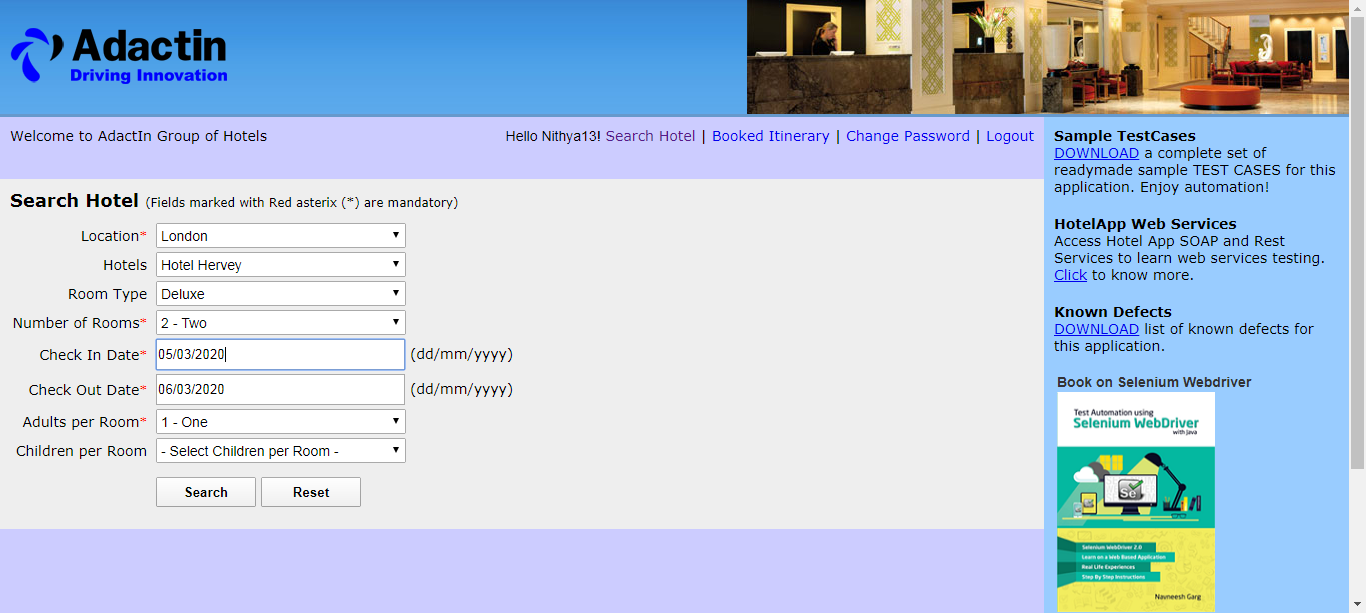 Adactin
Driving Innovation
Welcome to AdactIn Group of Hotels
Hello Nithya13! Search Hotel | Booked Itinerary | Change Password | Logout
Search Hotel (Fields marked with Red asterix (*) are mandatory)
Location* London
Hotels Hotel Hervey
Room Type Deluxe
Number of Rooms* 2 - Two
Check In Date* 05/03/2020 (dd/mm/yyyy)
Check Out Date* 06/03/2020 (dd/mm/yyyy)
Adults per Room* 1 - One
Children per Room - Select Children per Room -
Search Reset
Sample TestCases
DOWNLOAD a complete set of
readymade sample TEST CASES for this
application. Enjoy automation!
HotelApp Web Services
Access Hotel App SOAP and Rest
Services to learn web services testing.
Click to know more.
Known Defects
DOWNLOAD list of known defects for
this application.
Book on Selenium Webdriver
Test Automation using
Selenium WebDriver
with Java
Se
Selenium WebDriver 2.0
Learn on a Web Based Application
Real Life Experiences
Step By Step Instructions
Navneesh Garg